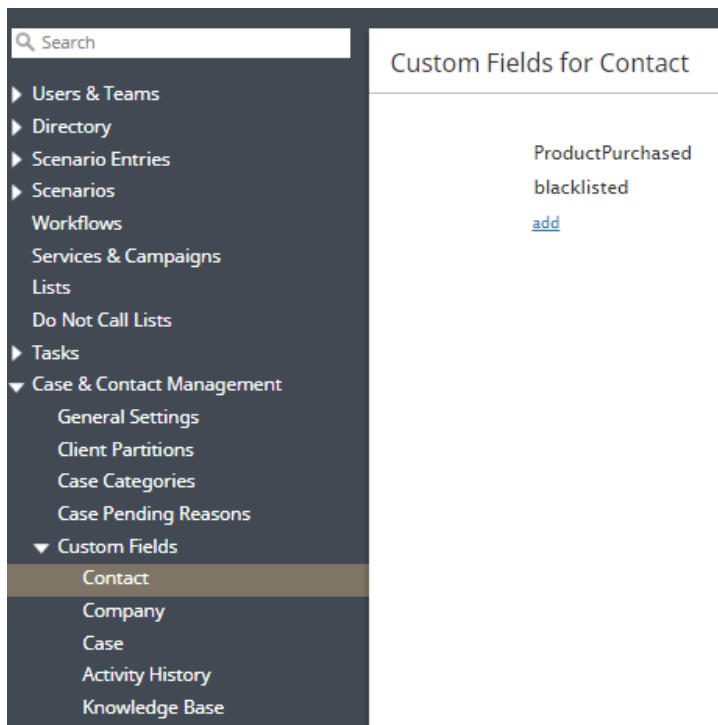 Search
Users & Teams
Directory
Scenario Entries
Scenarios
Workflows
Services & Campaigns
Lists
Do Not Call Lists
Tasks
Case & Contact Management
General Settings
Client Partitions
Case Categories
Case Pending Reasons
Custom Fields
Contact
Company
Case
Activity History
Knowledge Base
Custom Fields for Contact
ProductPurchased
blacklisted
add